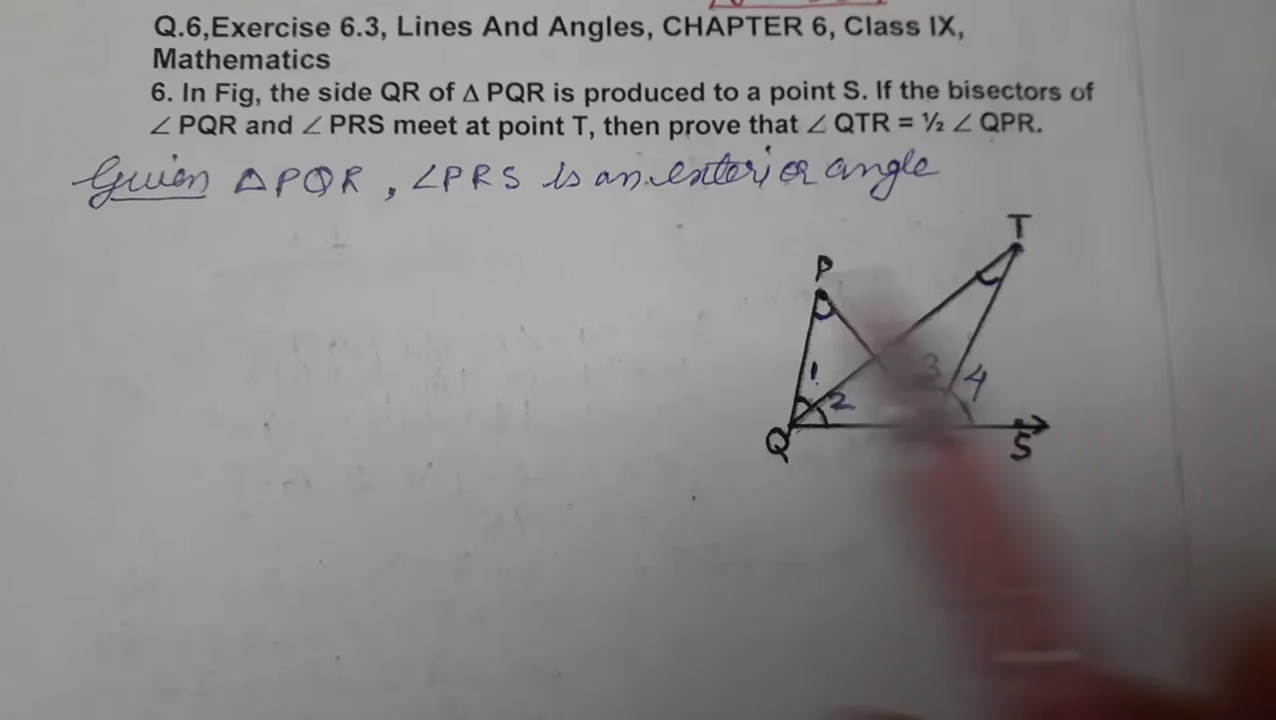 Q.6,Exercise 6.3, Lines And Angles, CHAPTER 6, Class IX,
Mathematics
6. In Fig, the side QR of Δ PQR is produced to a point S. If the bisectors of
∠ PQR and ∠ PRS meet at point T, then prove that ∠ QTR = ½ ∠ QPR.
Given ΔPQR, ∠PRS is an exterior angle
T
P
1
3
4
2
Q
S